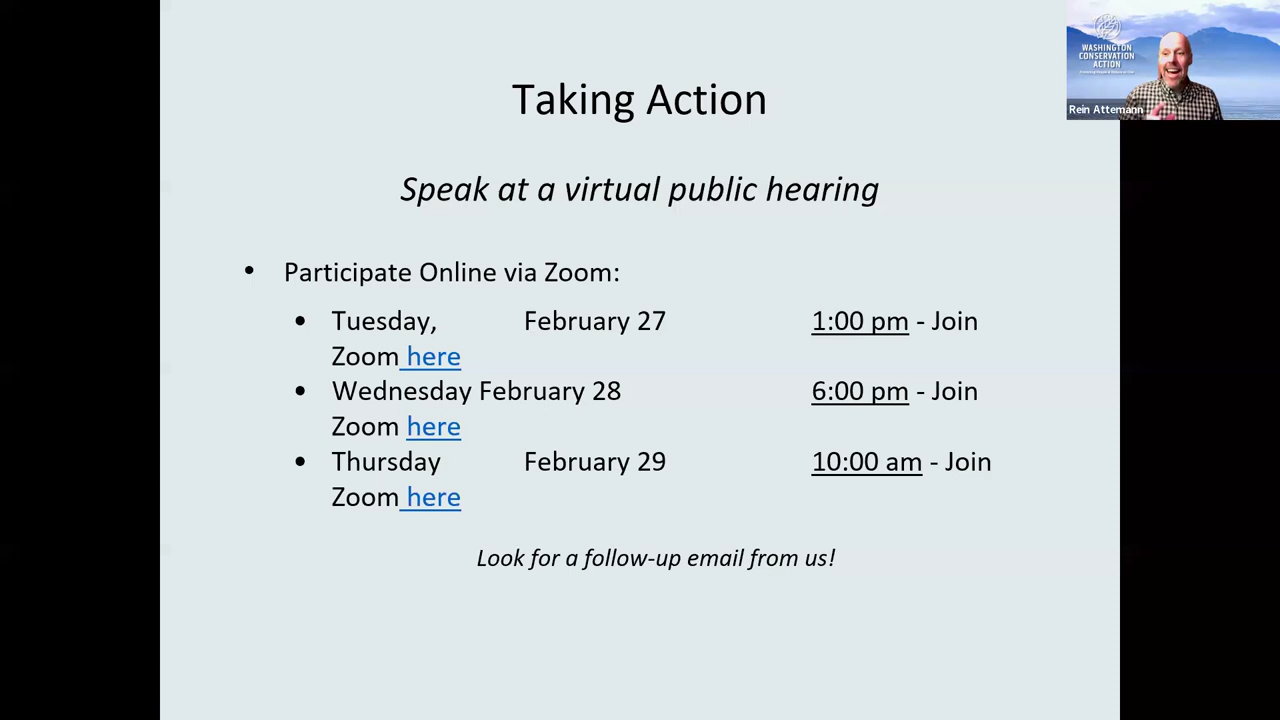 WASHINGTON
CONSERVATION
ACTION
Rein Attemann
Taking Action
Speak at a virtual public hearing
• Participate Online via Zoom:
• Tuesday, February 27 1:00 pm - Join
Zoom here
• Wednesday February 28 6:00 pm - Join
Zoom here
• Thursday February 29 10:00 am - Join
Zoom here
Look for a follow-up email from us!